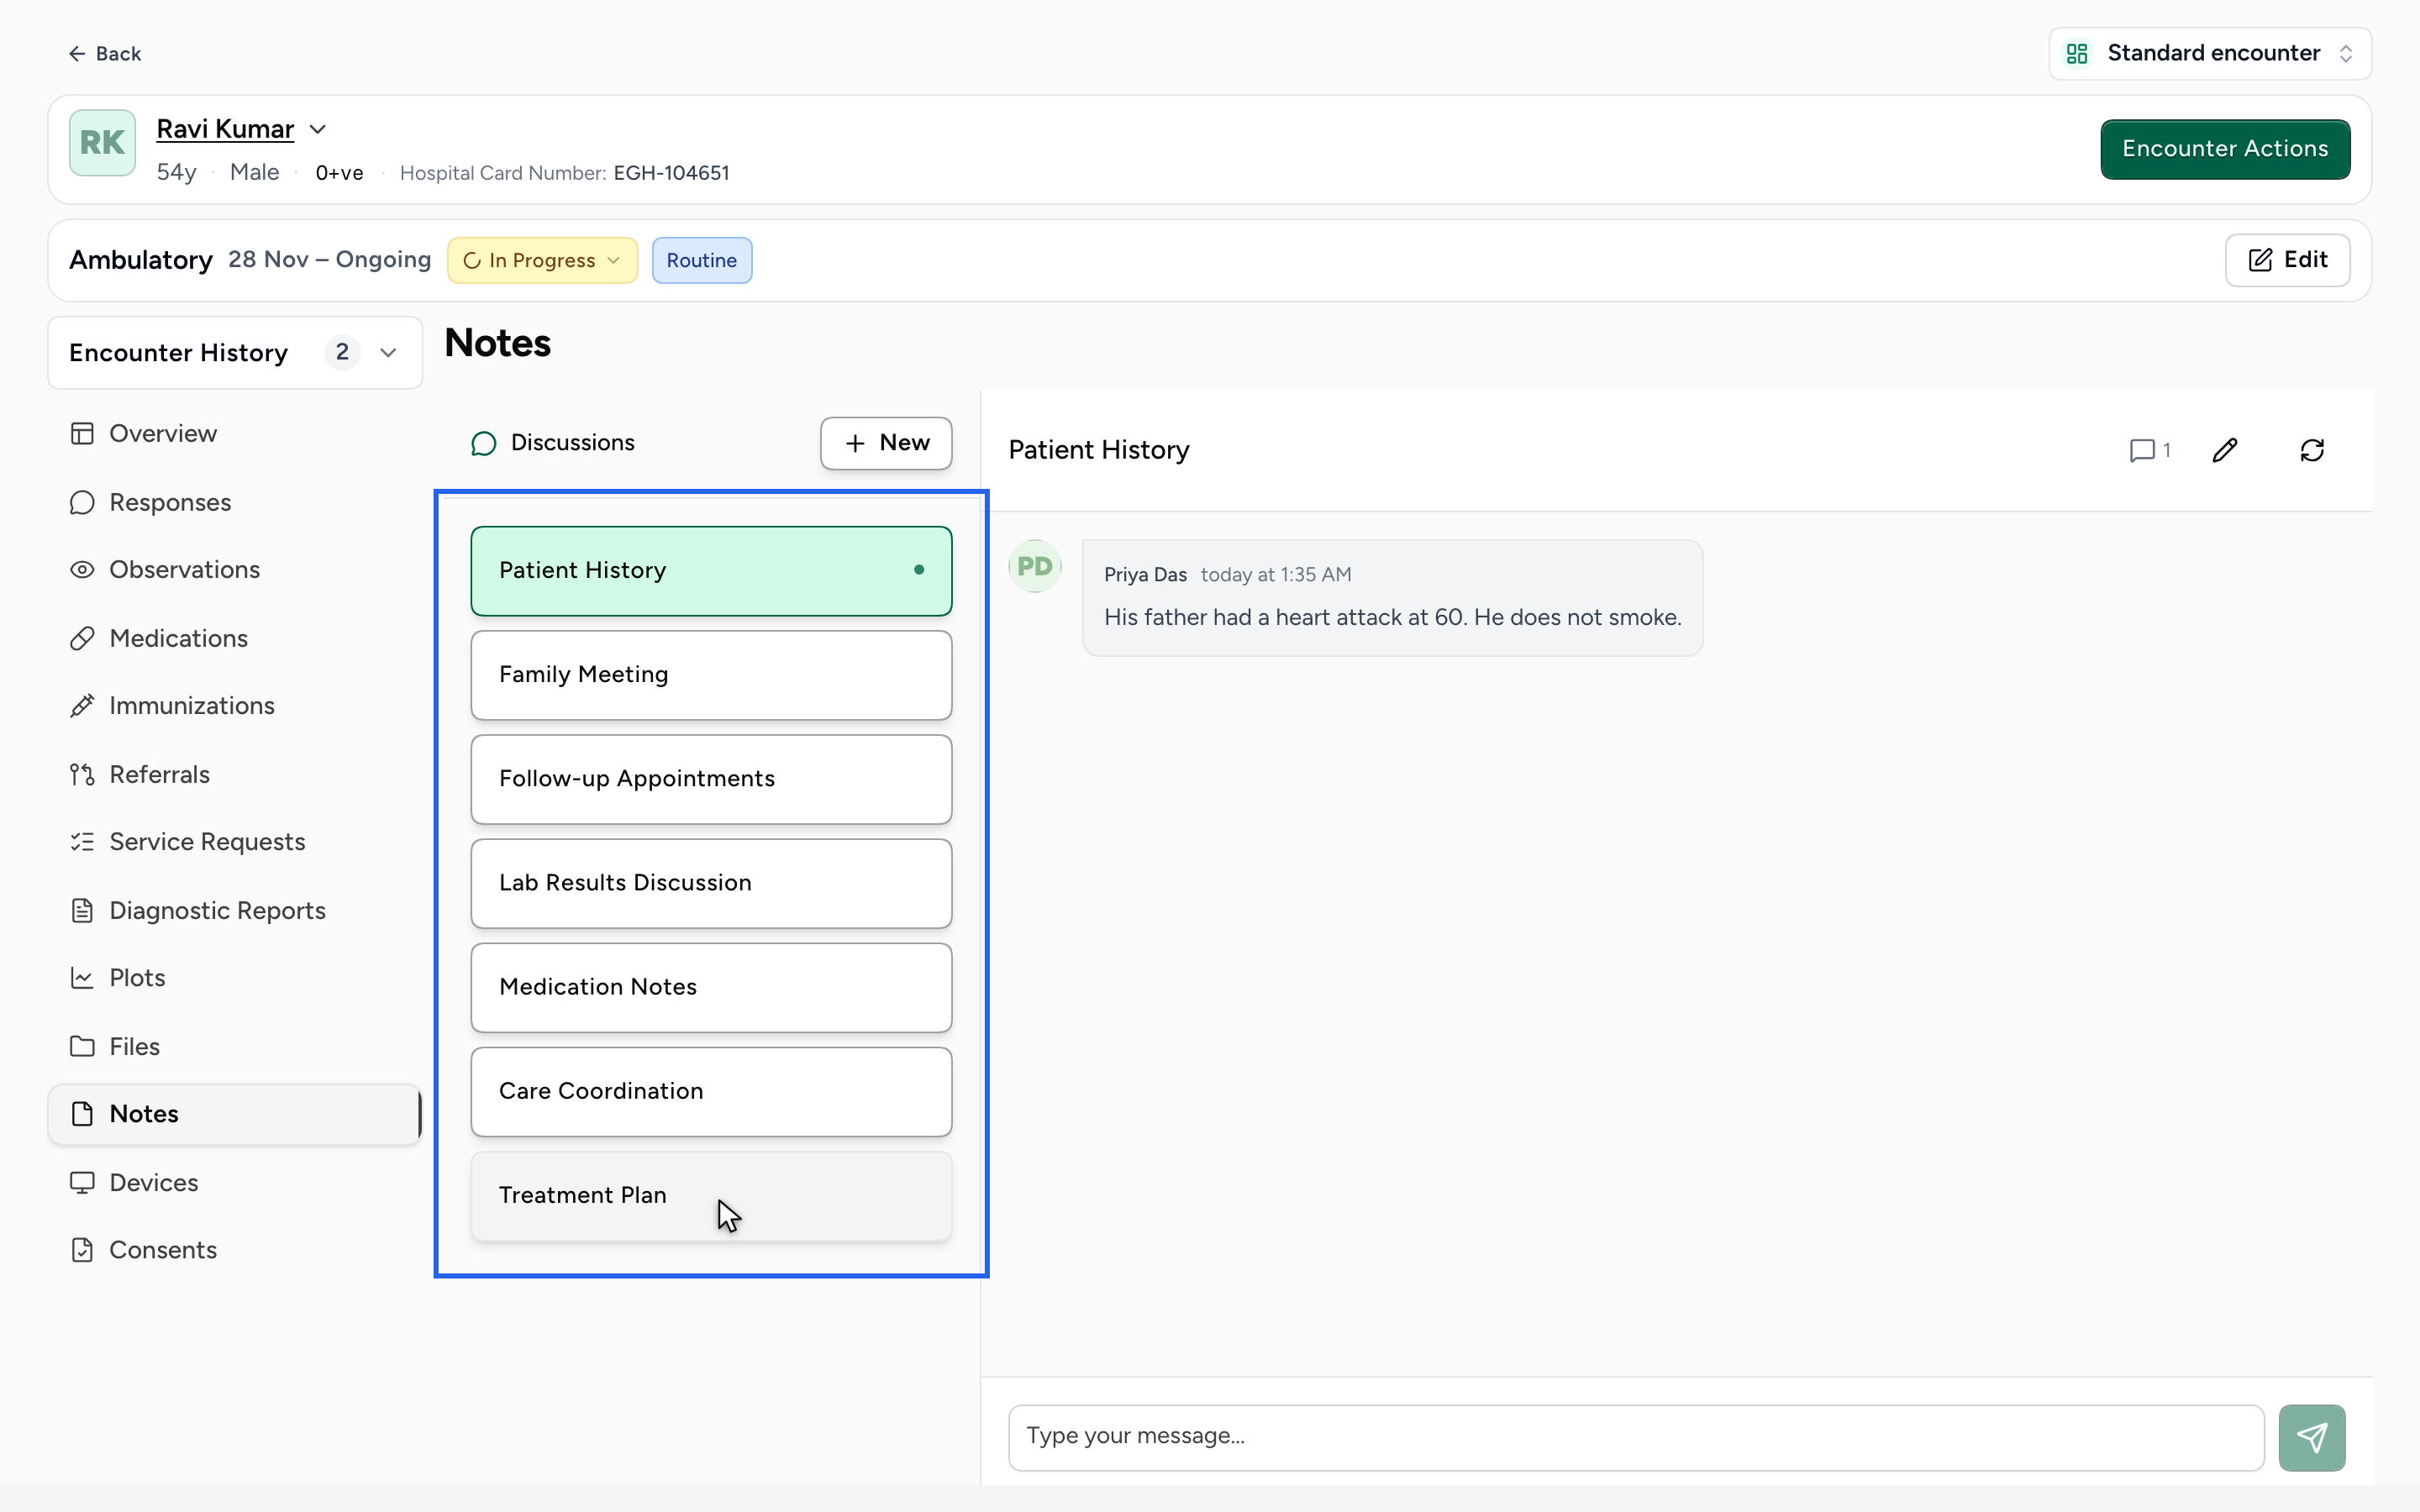 Back
Standard encounter
RK
Ravi Kumar
54y · Male · 0+ve · Hospital Card Number: EGH-104651
Encounter Actions
Ambulatory 28 Nov – Ongoing In Progress Routine
Edit
Encounter History 2
Overview
Responses
Observations
Medications
Immunizations
Referrals
Service Requests
Diagnostic Reports
Plots
Files
Notes
Devices
Consents
Notes
Discussions
New
Patient History
Family Meeting
Follow-up Appointments
Lab Results Discussion
Medication Notes
Care Coordination
Treatment Plan
Patient History
1
PD
Priya Das today at 1:35 AM
His father had a heart attack at 60. He does not smoke.
Type your message...